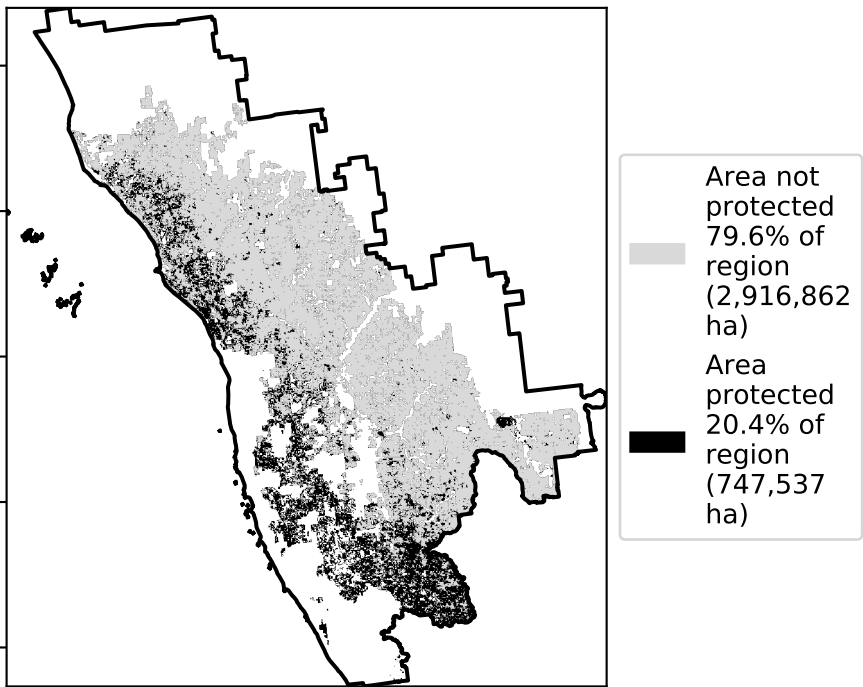 Area not
protected
79.6% of
region
(2,916,862
ha)
Area
protected
20.4% of
region
(747,537
ha)